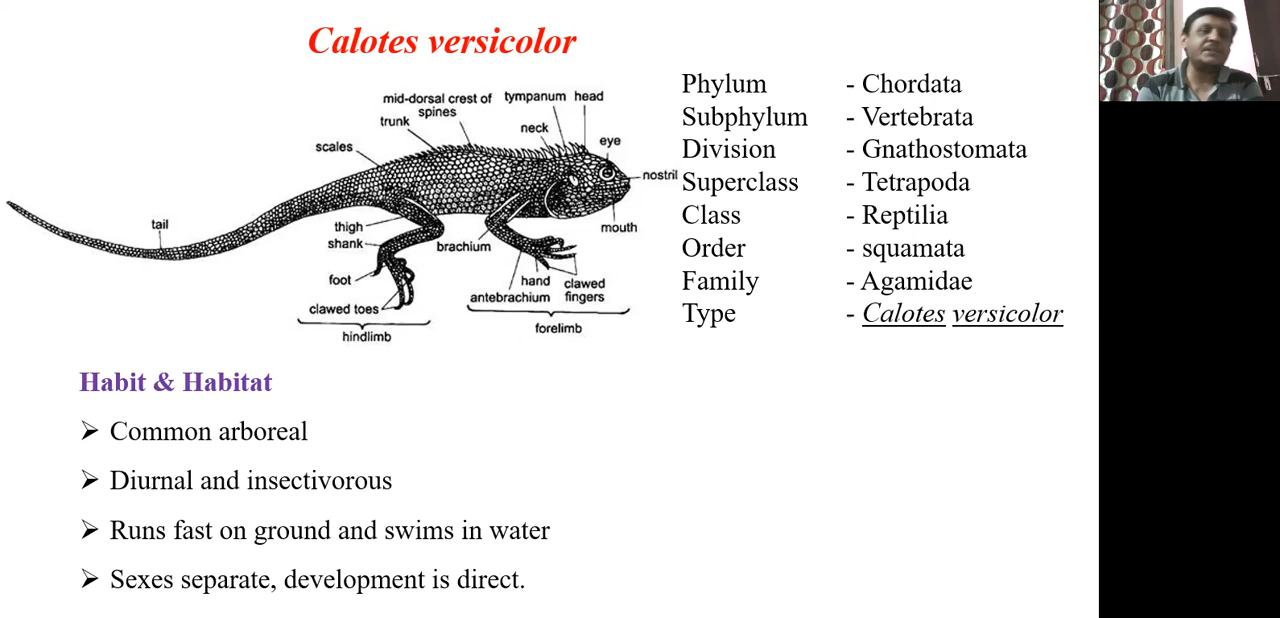 Calotes versicolor
mid-dorsal crest of
spines
tympanum
head
trunk
neck
eye
scales
nostril
tail
thigh
shank
brachium
mouth
foot
hand
clawed
fingers
antebrachium
clawed toes
forelimb
hindlimb
Phylum - Chordata
Subphylum - Vertebrata
Division - Gnathostomata
Superclass - Tetrapoda
Class - Reptilia
Order - squamata
Family - Agamidae
Type - Calotes versicolor
Habit & Habitat
➢ Common arboreal
➢ Diurnal and insectivorous
➢ Runs fast on ground and swims in water
➢ Sexes separate, development is direct.